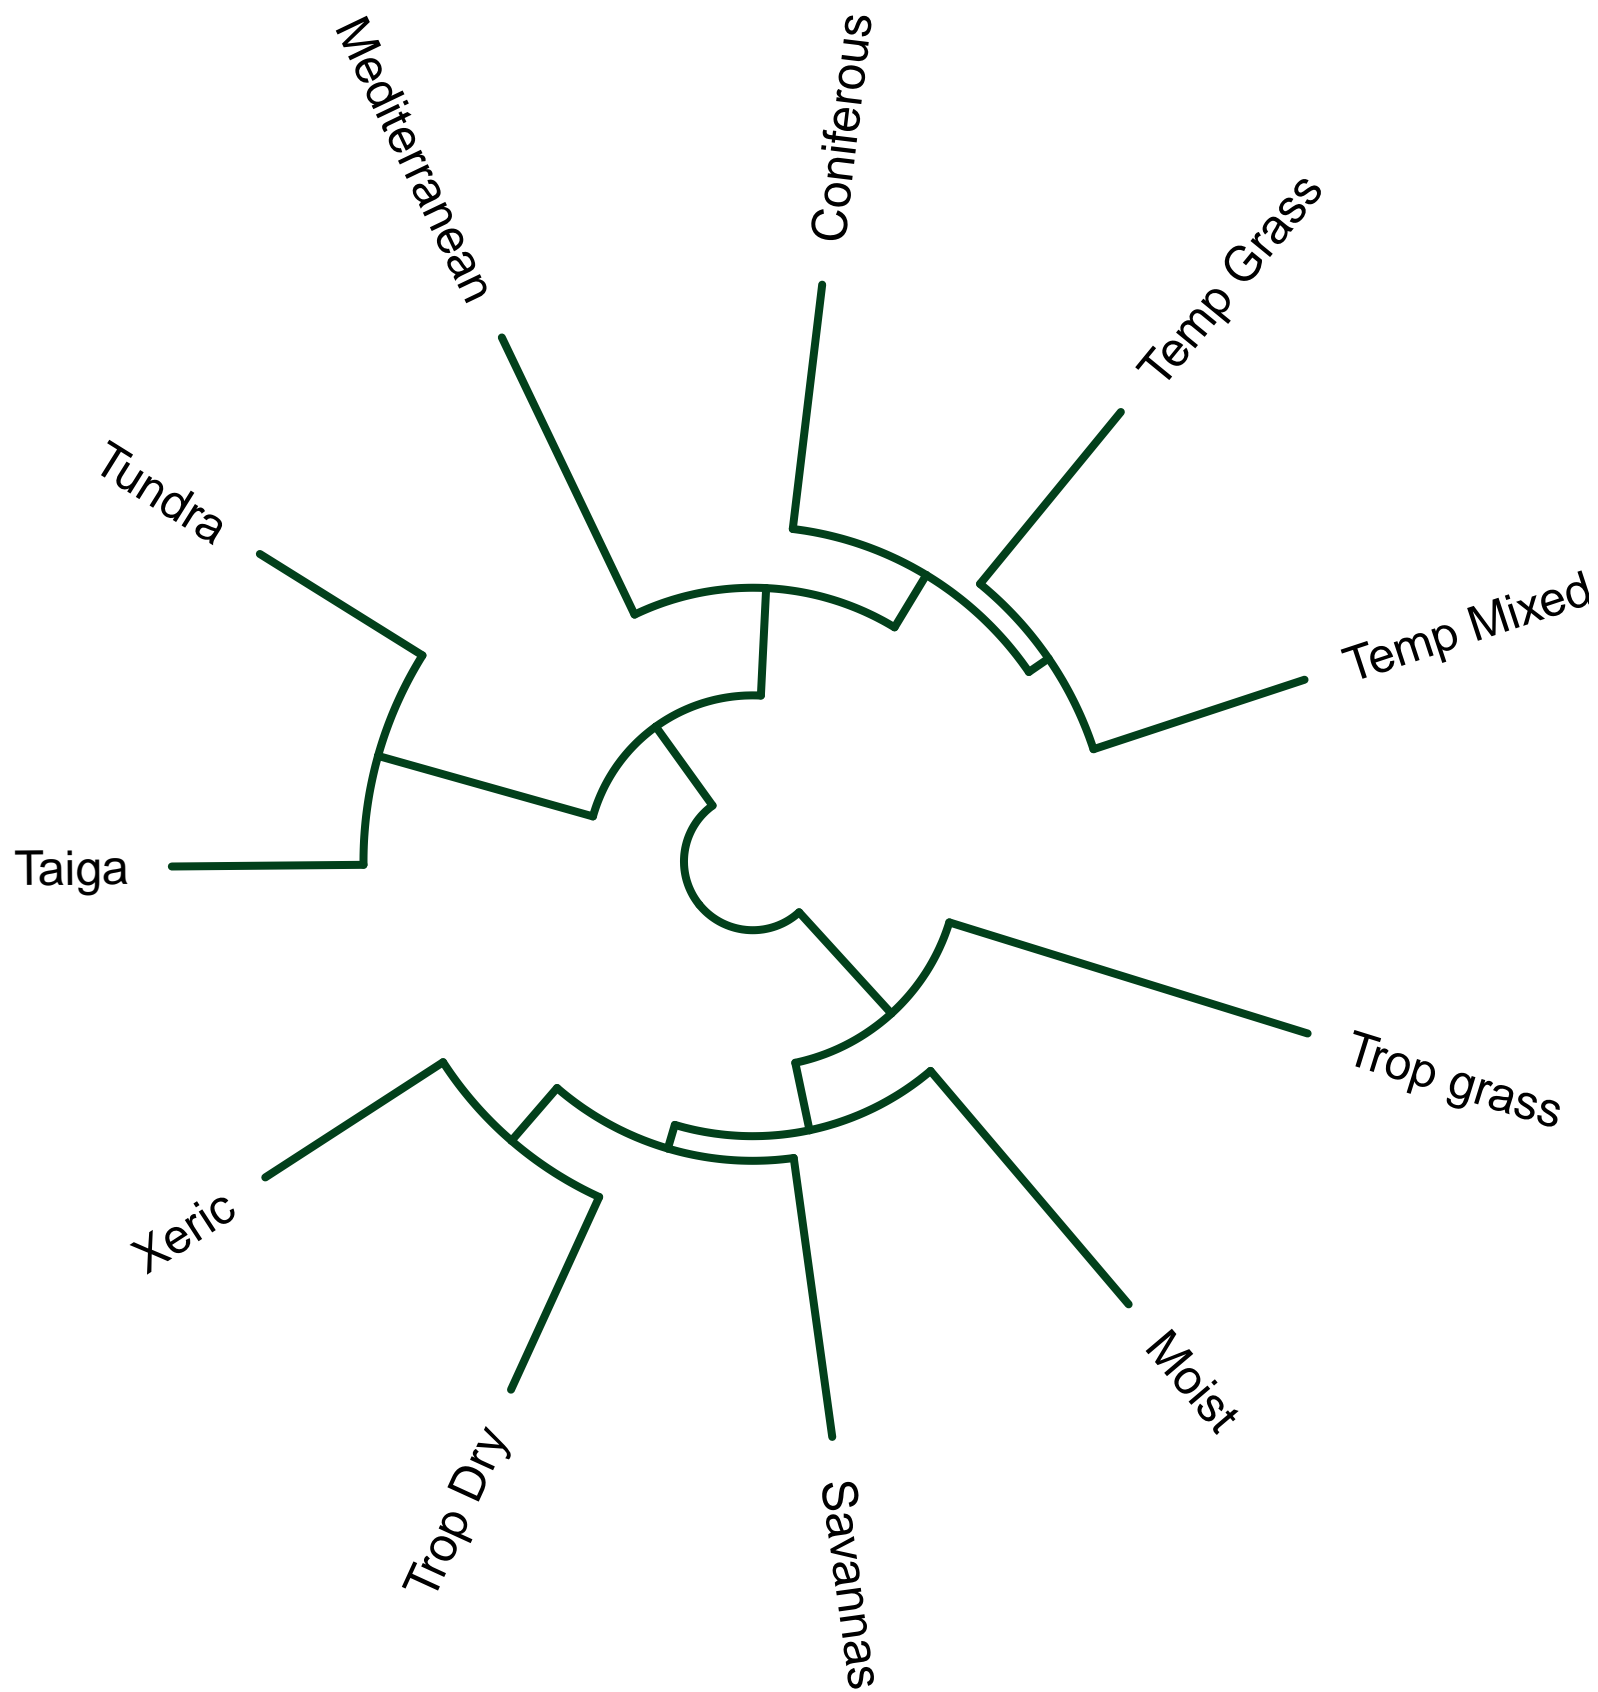 Mediterranean
Coniferous
Temp Grass
Tundra
Temp Mixed
Taiga
Trop grass
Xeric
Moist
Trop Dry
Savannas